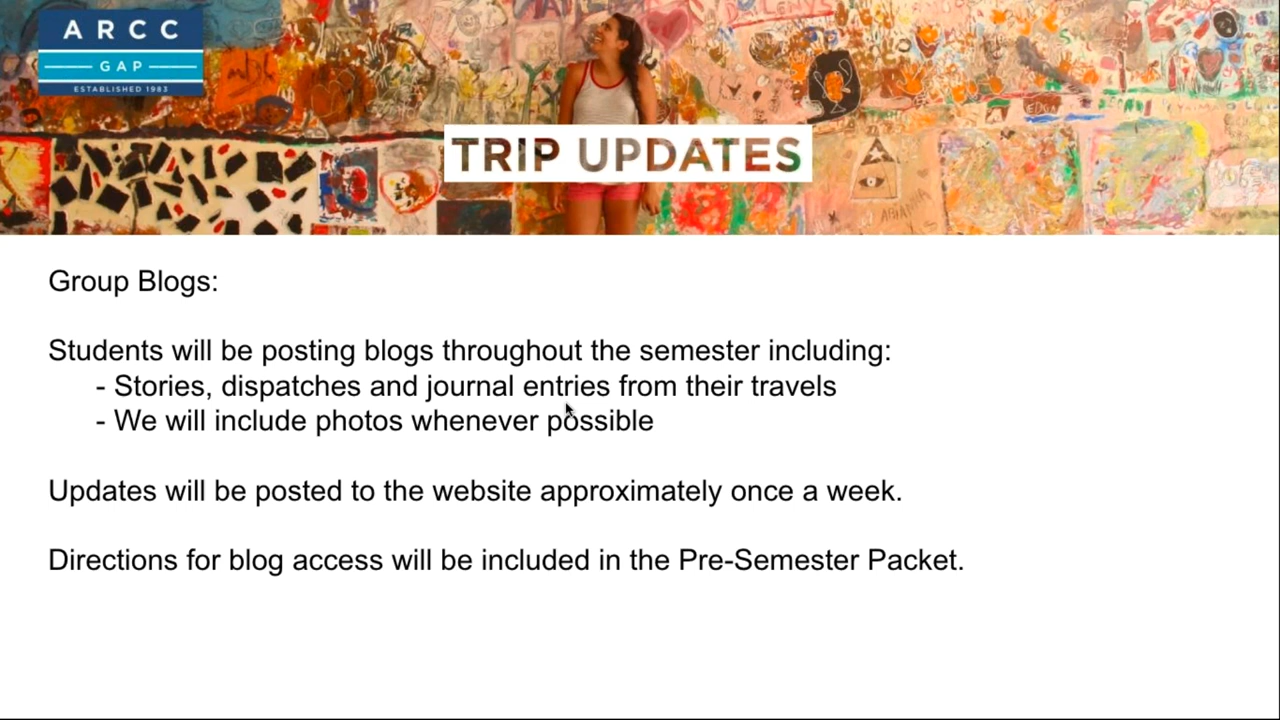 ARCC
GAP
ESTABLISHED 1983
TRIP UPDATES
Group Blogs:
Students will be posting blogs throughout the semester including:
- Stories, dispatches and journal entries from their travels
- We will include photos whenever possible
Updates will be posted to the website approximately once a week.
Directions for blog access will be included in the Pre-Semester Packet.